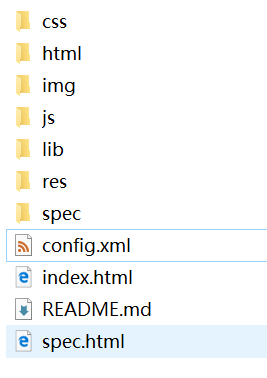 css
html
img
js
lib
res
spec
config.xml
index.html
README.md
spec.html